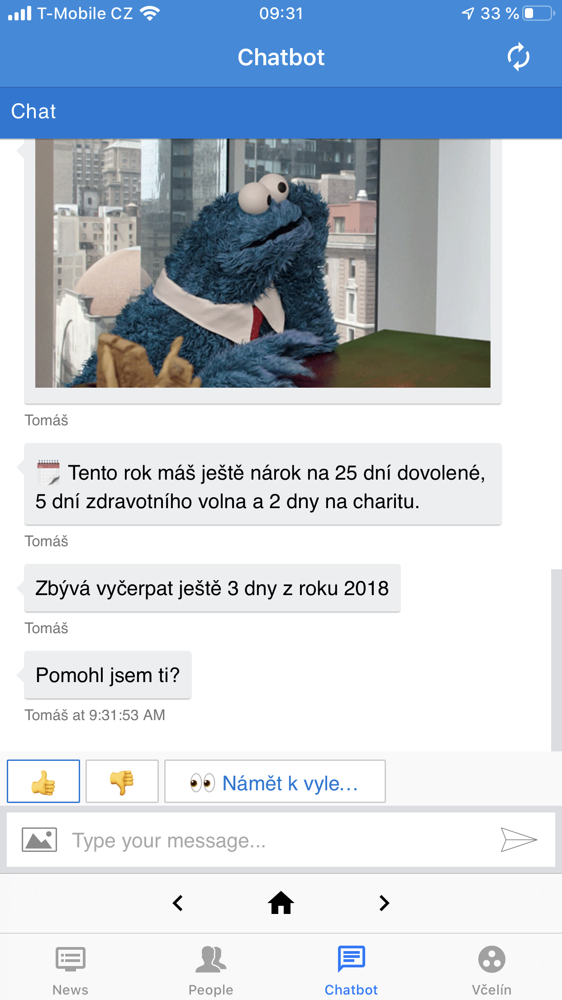 T-Mobile CZ 09:31 33 %
Chatbot
Chat
Tomáš
Tento rok máš ještě nárok na 25 dní dovolené,
5 dní zdravotního volna a 2 dny na charitu.
Tomáš
Zbývá vyčerpat ještě 3 dny z roku 2018
Tomáš
Pomohl jsem ti?
Tomáš at 9:31:53 AM
Námět k vyle...
Type your message...
News People Chatbot Včelín